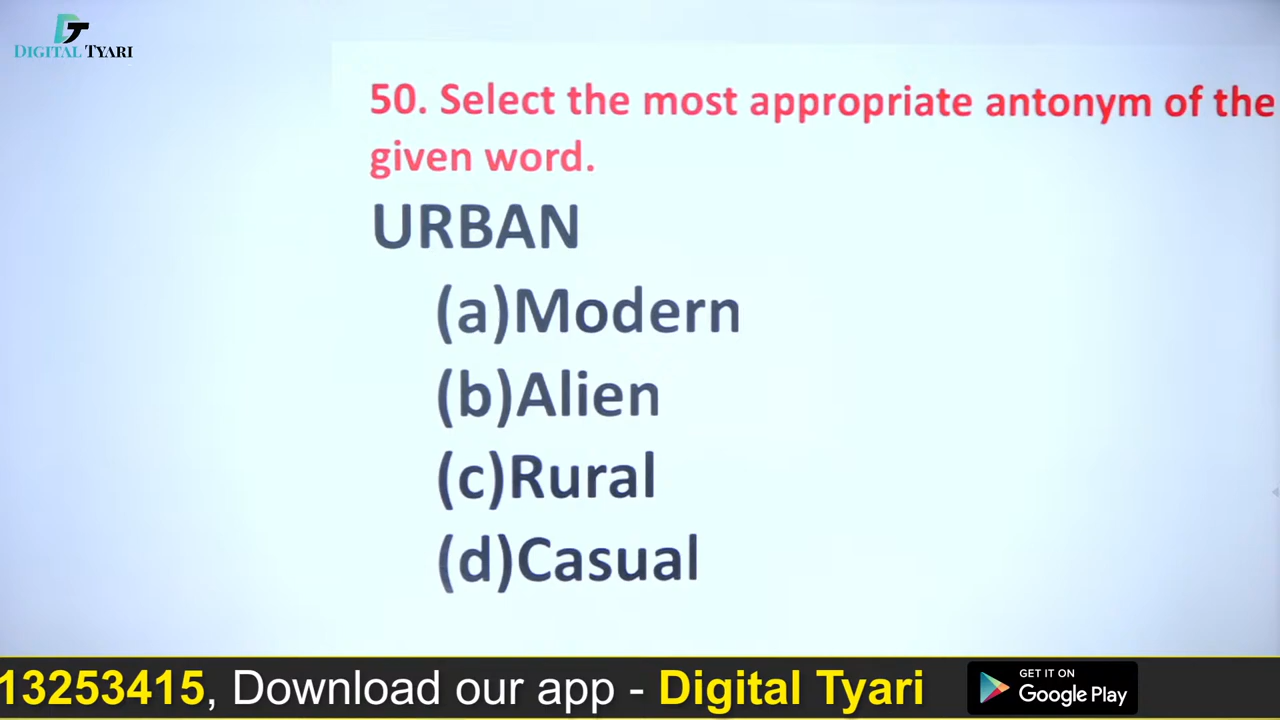 DT
DIGITAL TYARI
50. Select the most appropriate antonym of the
given word.
URBAN
(a)Modern
(b)Alien
(c)Rural
(d)Casual
13253415, Download our app - Digital Tyari
GET IT ON
Google Play